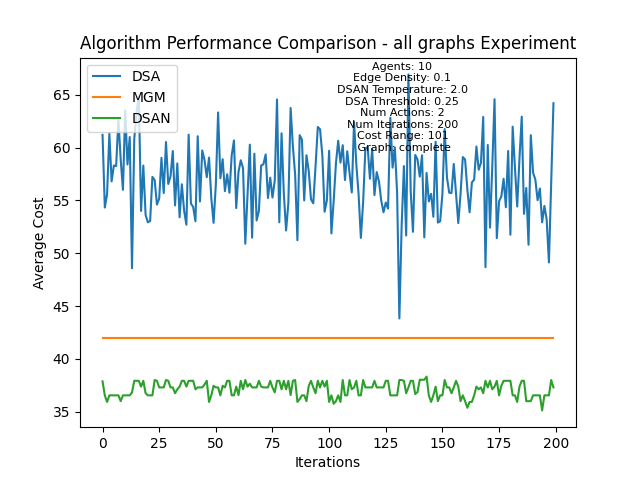 Algorithm Performance Comparison - all graphs Experiment
DSA
MGM
DSAN
Agents: 10
Edge Density: 0.1
DSAN Temperature: 2.0
DSA Threshold: 0.25
Num Actions: 2
Num Iterations: 200
Cost Range: 101
Graph: complete
Average Cost
65
60
55
50
45
40
35
0
25
50
75
100
125
150
175
200
Iterations